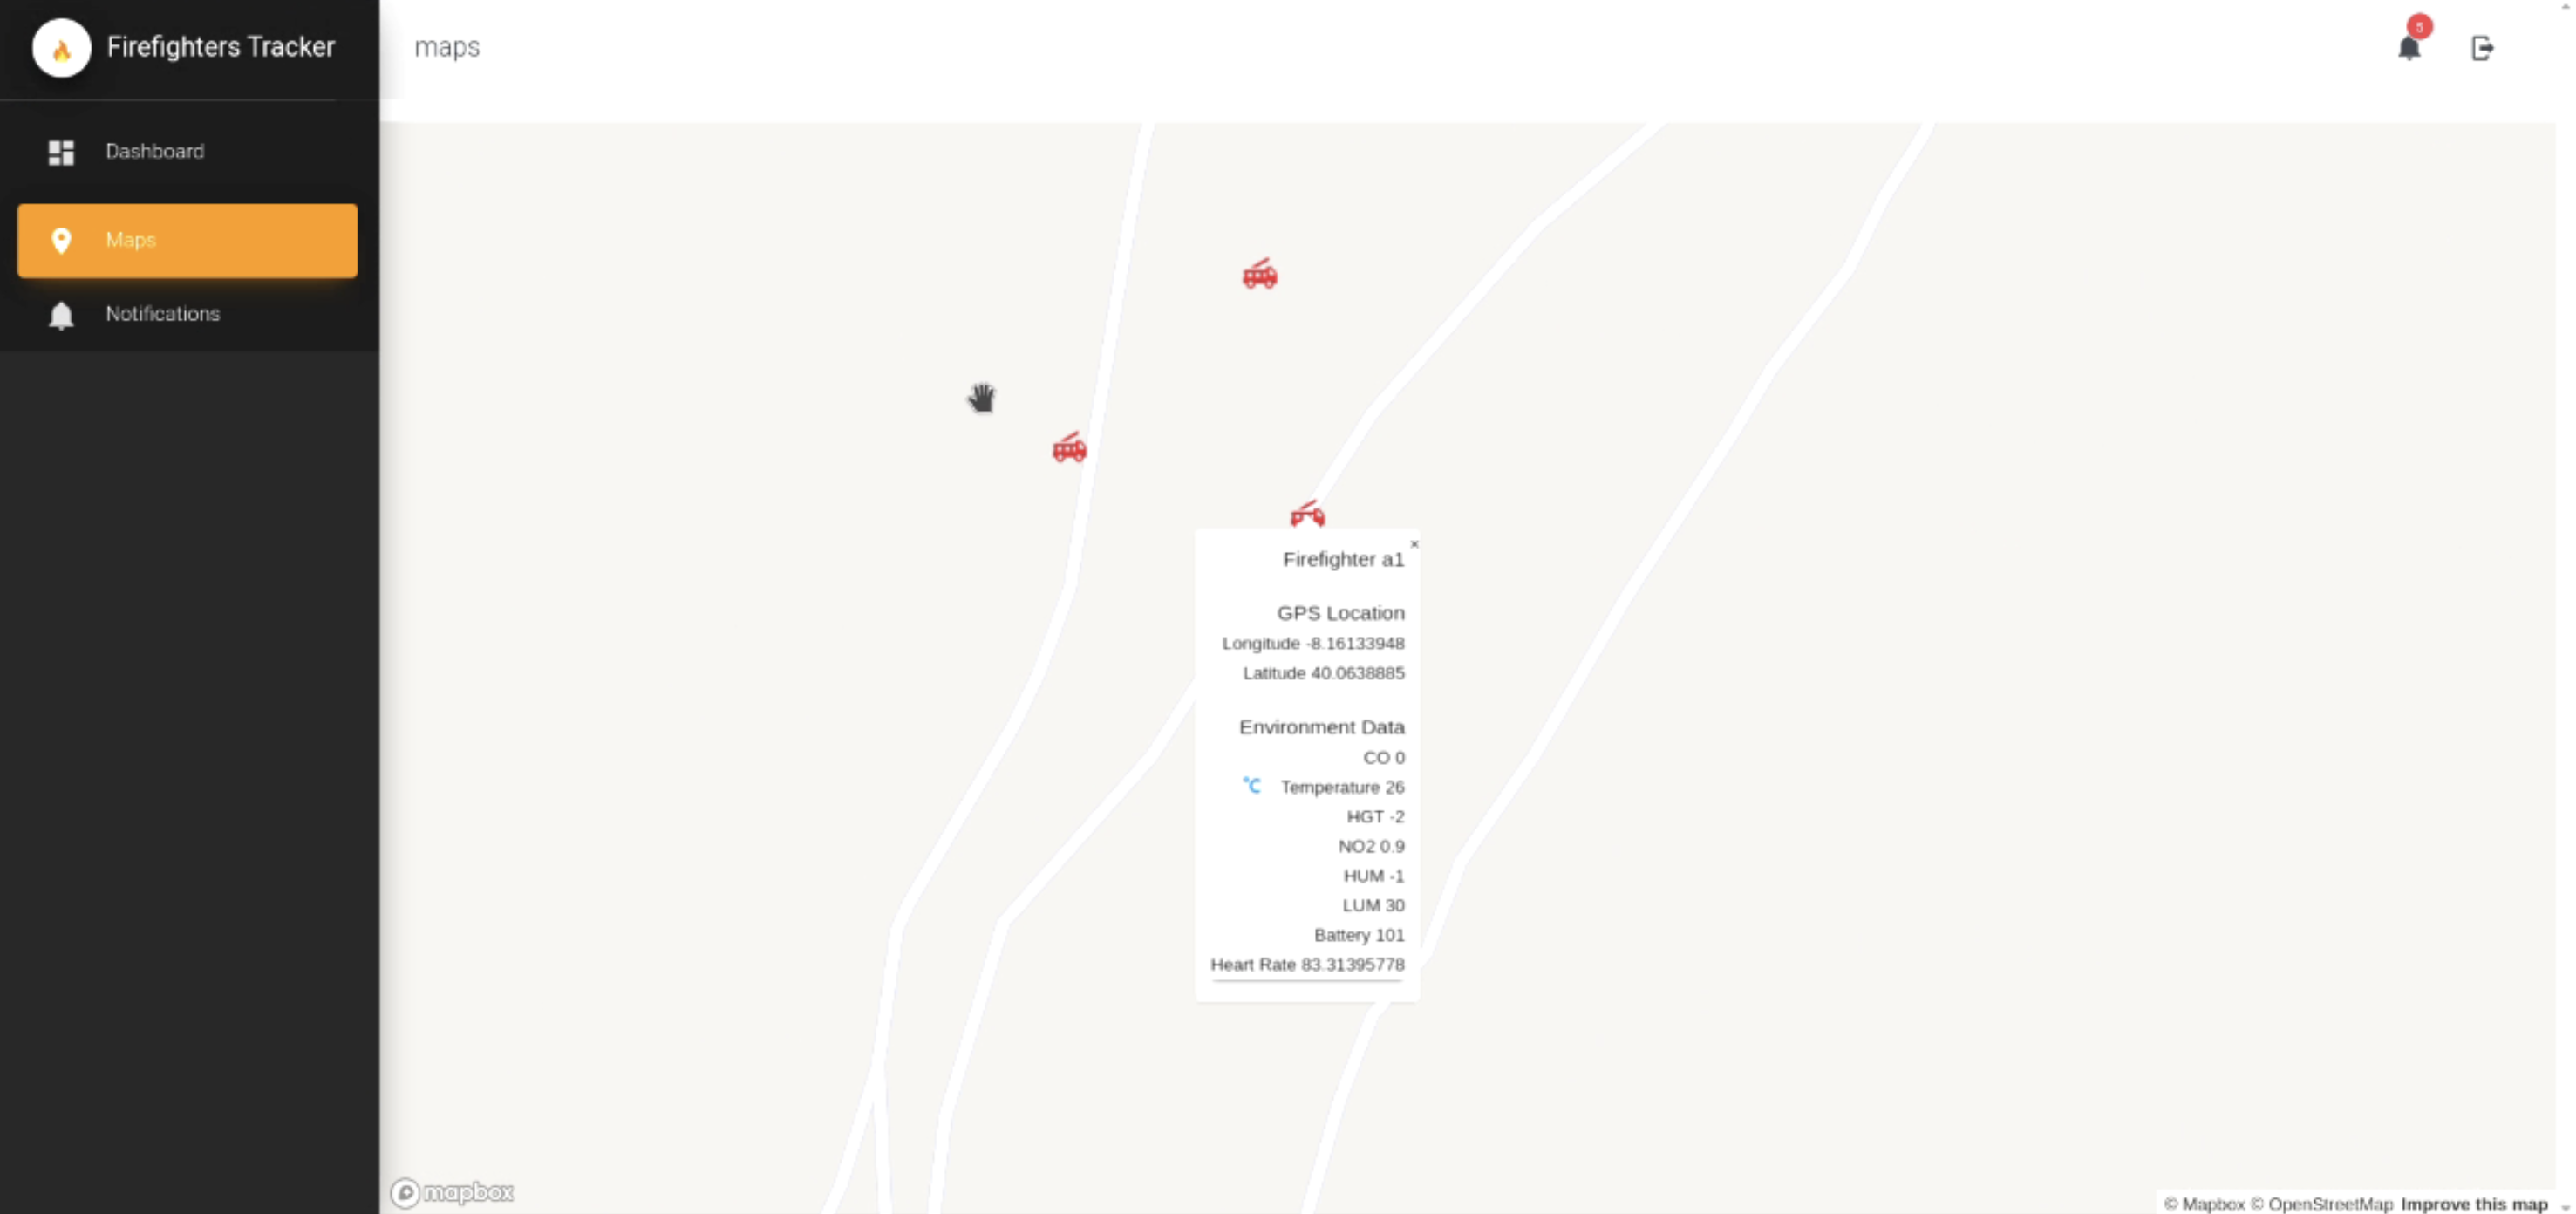 Firefighters Tracker
maps
5
Dashboard
Maps
Notifications
Firefighter a1
×
GPS Location
Longitude -8.16133948
Latitude 40.0638885
Environment Data
CO 0
°C Temperature 26
HGT -2
NO2 0.9
HUM -1
LUM 30
Battery 101
Heart Rate 83.31395778
mapbox
© Mapbox © OpenStreetMap Improve this map